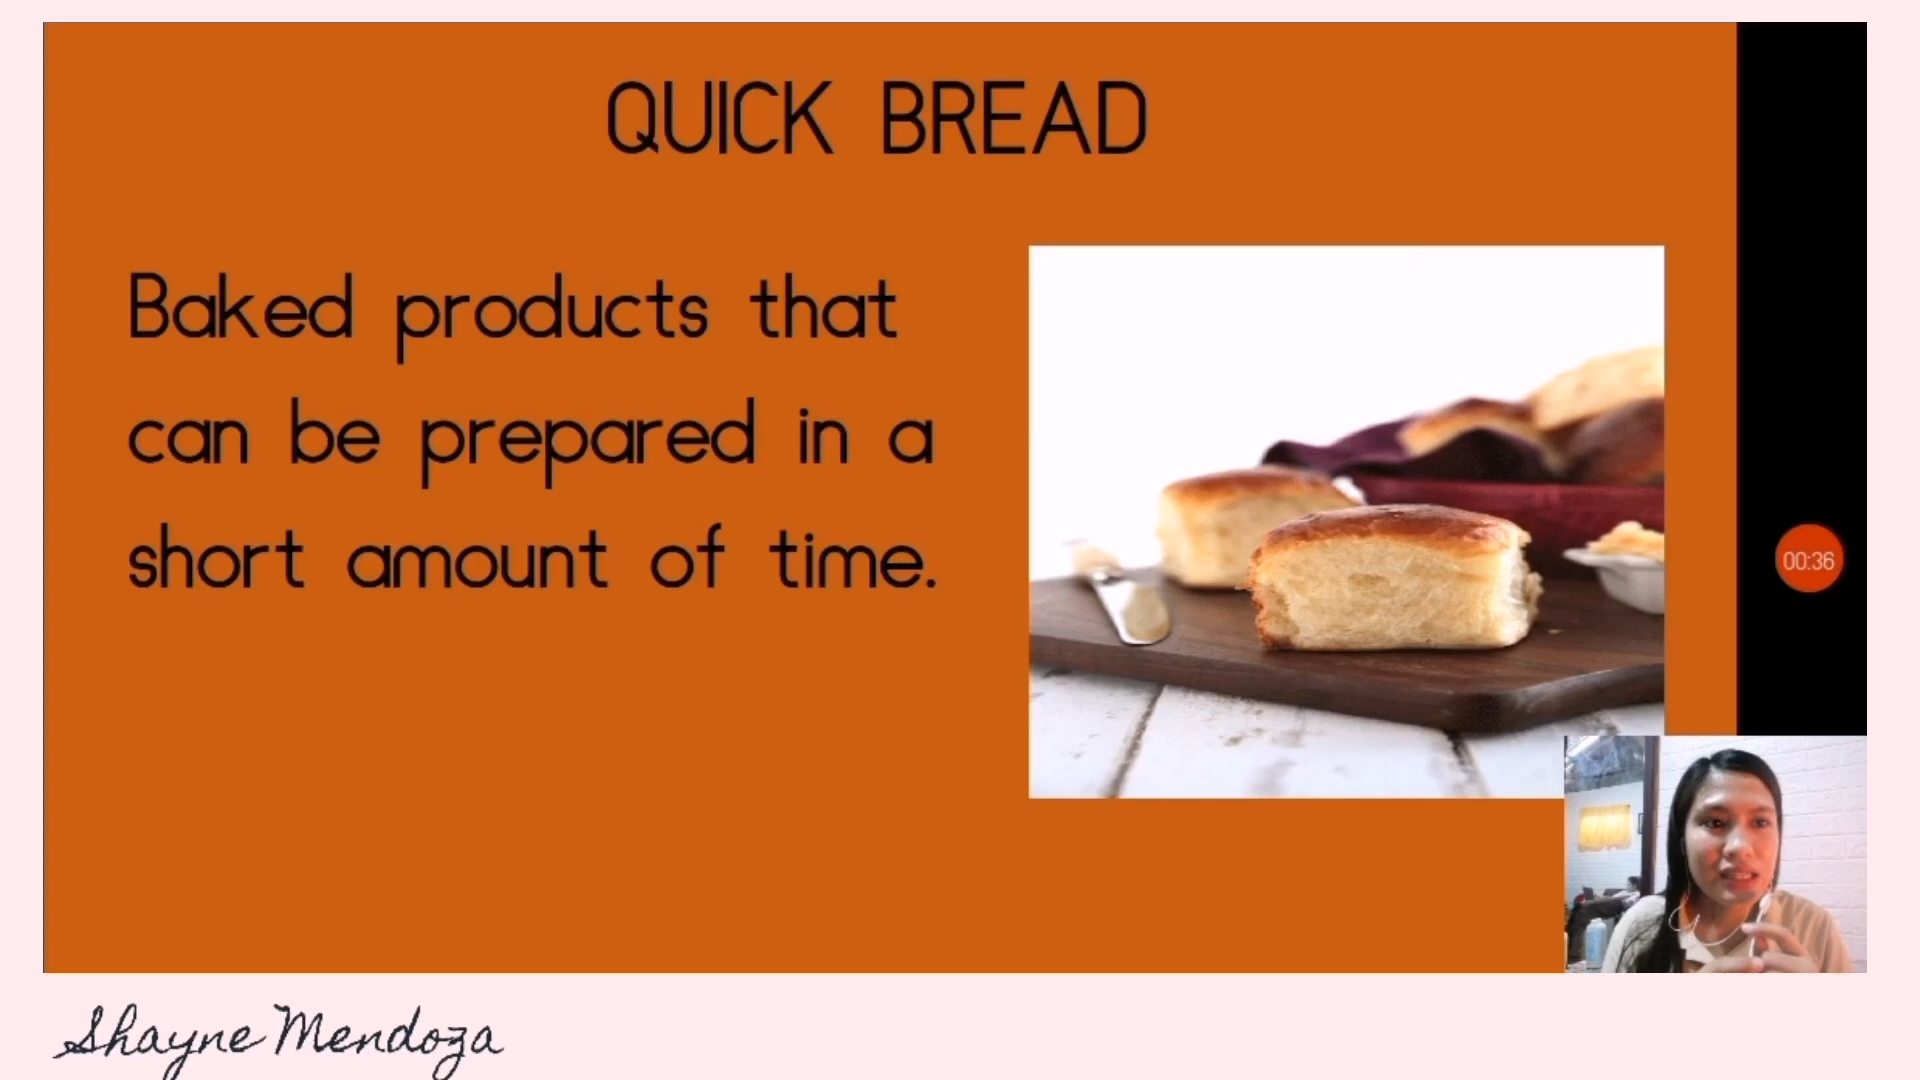 QUICK BREAD
Baked products that
can be prepared in a
short amount of time.
00:36
Shayne Mendoza